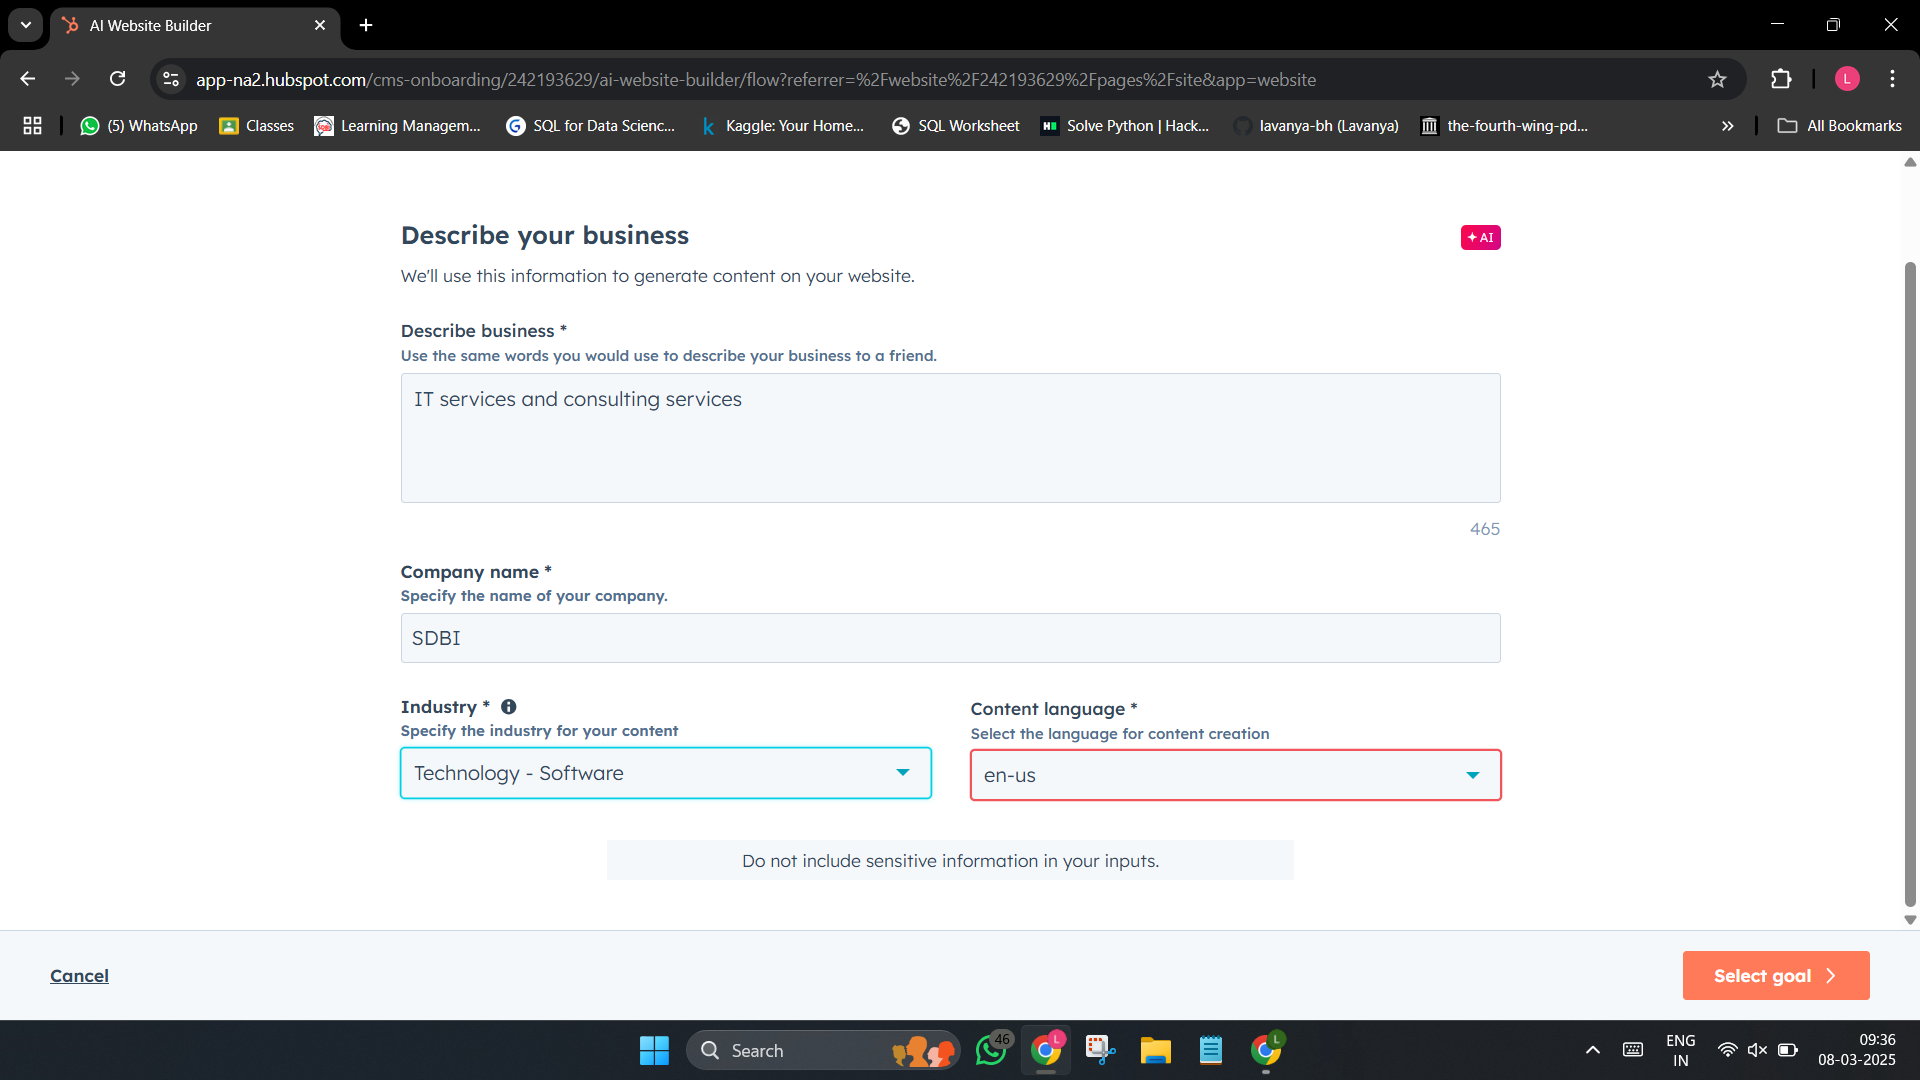 AI Website Builder
app-na2.hubspot.com/cms-onboarding/242193629/ai-website-builder/flow?referrer=%2Fwebsite%2F242193629%2Fpages%2Fsite&app=website
L
(5) WhatsApp
Classes
Learning Managem...
SQL for Data Scienc...
Kaggle: Your Home...
SQL Worksheet
Solve Python | Hack...
lavanya-bh (Lavanya)
the-fourth-wing-pd...
All Bookmarks
Describe your business
AI
We'll use this information to generate content on your website.
Describe business *
Use the same words you would use to describe your business to a friend.
IT services and consulting services
465
Company name *
Specify the name of your company.
SDBI
Industry *
Specify the industry for your content
Technology - Software
Content language *
Select the language for content creation
en-us
Do not include sensitive information in your inputs.
Cancel
Select goal
Search
46
L
L
ENG
IN
09:36
08-03-2025